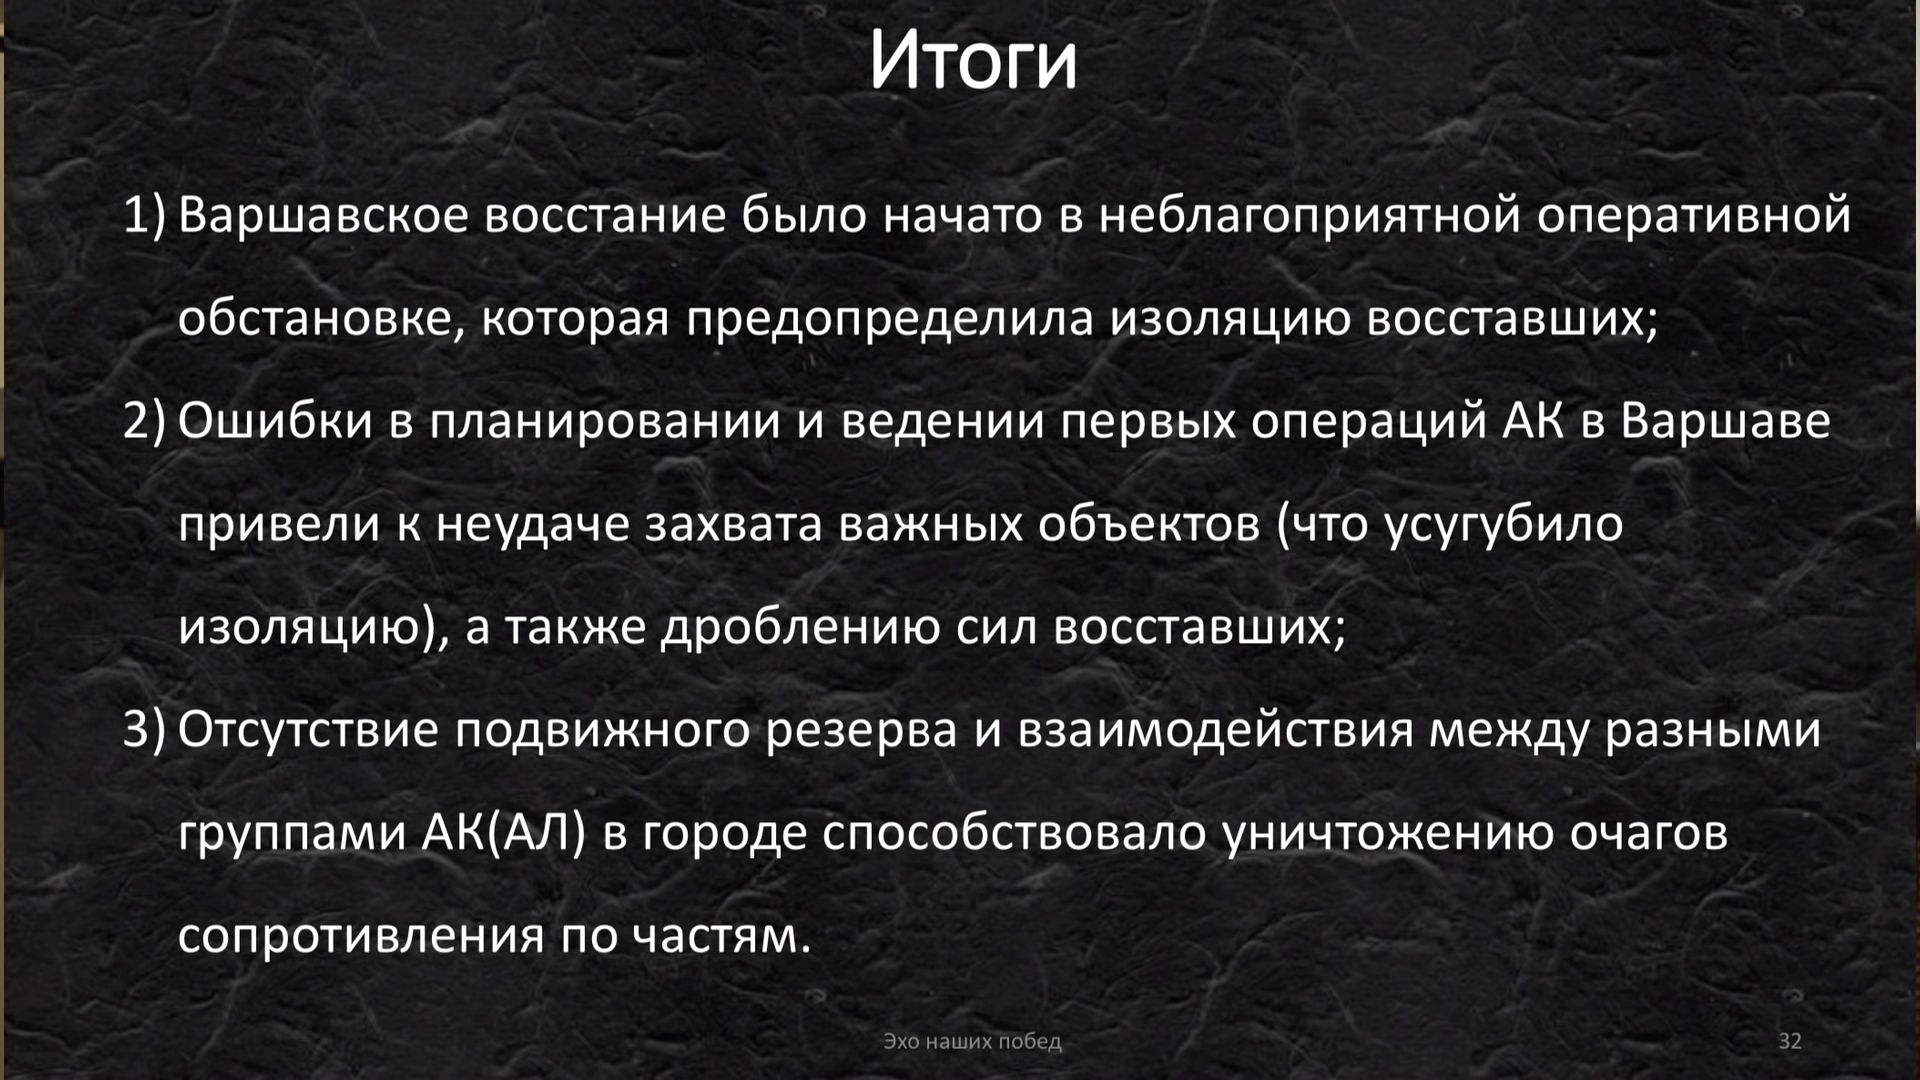 Итоги
1) Варшавское восстание было начато в неблагоприятной оперативной
обстановке, которая предопределила изоляцию восставших;
2) Ошибки в планировании и ведении первых операций АК в Варшаве
привели к неудаче захвата важных объектов (что усугубило
изоляцию), а также дроблению сил восставших;
3) Отсутствие подвижного резерва и взаимодействия между разными
группами АК(АЛ) в городе способствовало уничтожению очагов
сопротивления по частям.
Эхо наших побед
32